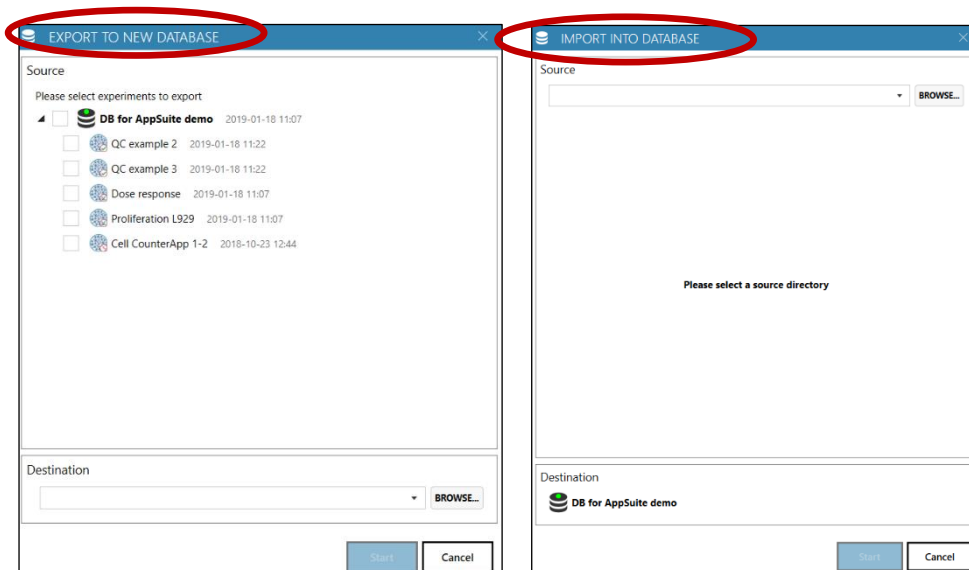 EXPORT TO NEW DATABASE
Source
Please select experiments to export
DB for AppSuite demo 2019-01-18 11:07
QC example 2 2019-01-18 11:22
QC example 3 2019-01-18 11:22
Dose response 2019-01-18 11:07
Proliferation L929 2019-01-18 11:07
Cell CounterApp 1-2 2018-10-23 12:44
Destination
BROWSE...
Start Cancel
IMPORT INTO DATABASE
Source
BROWSE...
Please select a source directory
Destination
DB for AppSuite demo
Start Cancel